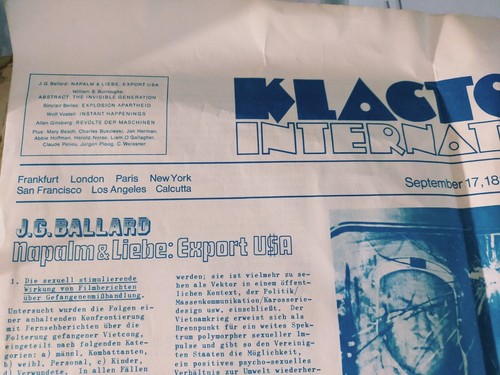 J.G. Ballard: NAPALM & LIEBE, EXPORT USA
William S. Burroughs:
ABSTRACT, THE INVISIBLE GENERATION
Sinclair Beiles: EXPLOSION APARTHEID
Wolf Vostell: INSTANT HAPPENINGS
Allen Ginsberg: REVOLTE DER MASCHINEN
Plus: Mary Beach, Charles Bukowski, Jan Herman,
Abbie Hoffman, Harold Norse, Liam O'Gallagher,
Claude Pelieu, Jürgen Ploog, C. Weissner
KLACTO
INTERNAT
Frankfurt London Paris New York
San Francisco Los Angeles Calcutta
September 17, 18
J.G. BALLARD
Napalm & Liebe: Export U$A
1. Die sexuell stimulierende
Wirkung von Filmberichten
über Gefangenenmißhandlung.
Untersucht wurden die Folgen ei-
ner anhaltenden Konfrontierung
mit Fernsehberichten über die
Folterung gefangener Vietcong,
eingeteilt nach folgenden Kate-
gorien: a) männl. Kombattanten,
b) weibl. Personal, c) Kinder,
d) Verwundete. In allen Fällen
werden; sie ist vielmehr zu se-
hen als Vektor in einem öffent-
lichen Kontext, der Politik/
Massenkommunikation/Karosserie-
design usw. einschließt. Der
Vietnamkrieg erweist sich als
Brennpunkt für ein weites Spek-
trum polymorpher sexueller Im-
pulse und gibt so den Vereinig-
ten Staaten die Möglichkeit,
ein positives psycho-sexuelles
Verhältnis zur Umwelt wiederher-